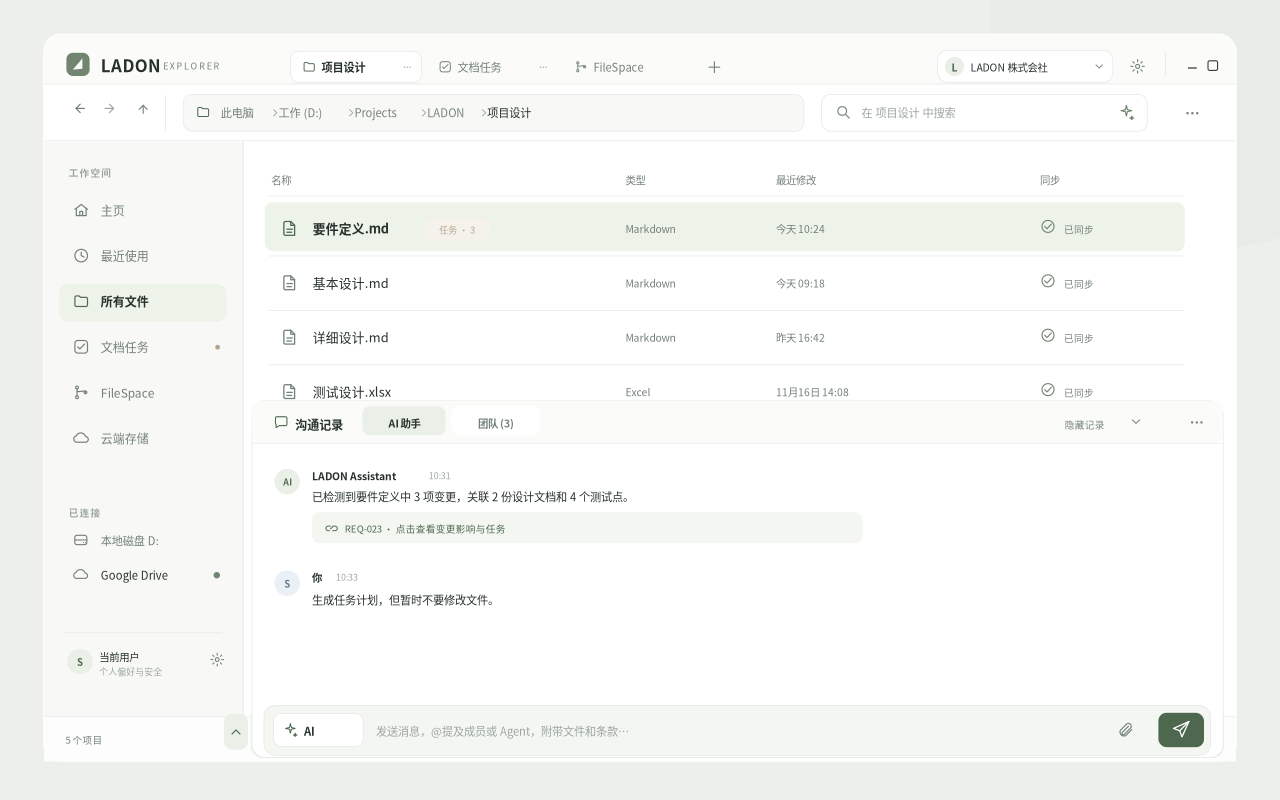 LADON EXPLORER
项目设计 ···
文档任务 ···
FileSpace
L LADON 株式会社
此电脑 > 工作 (D:) > Projects > LADON > 项目设计
在 项目设计 中搜索
工作空间
主页
最近使用
所有文件
文档任务
FileSpace
云端存储
已连接
本地磁盘 D:
Google Drive
S 当前用户
个人偏好与安全
5 个项目
名称 类型 最近修改 同步
要件定义.md 任务 · 3 Markdown 今天 10:24 已同步
基本设计.md Markdown 今天 09:18 已同步
详细设计.md Markdown 昨天 16:42 已同步
测试设计.xlsx Excel 11月16日 14:08 已同步
沟通记录 AI 助手 团队 (3) 隐藏记录
AI LADON Assistant 10:31
已检测到要件定义中 3 项变更，关联 2 份设计文档和 4 个测试点。
REQ-023 · 点击查看变更影响与任务
S 你 10:33
生成任务计划，但暂时不要修改文件。
AI 发送消息，@提及成员或 Agent，附带文件和条款…